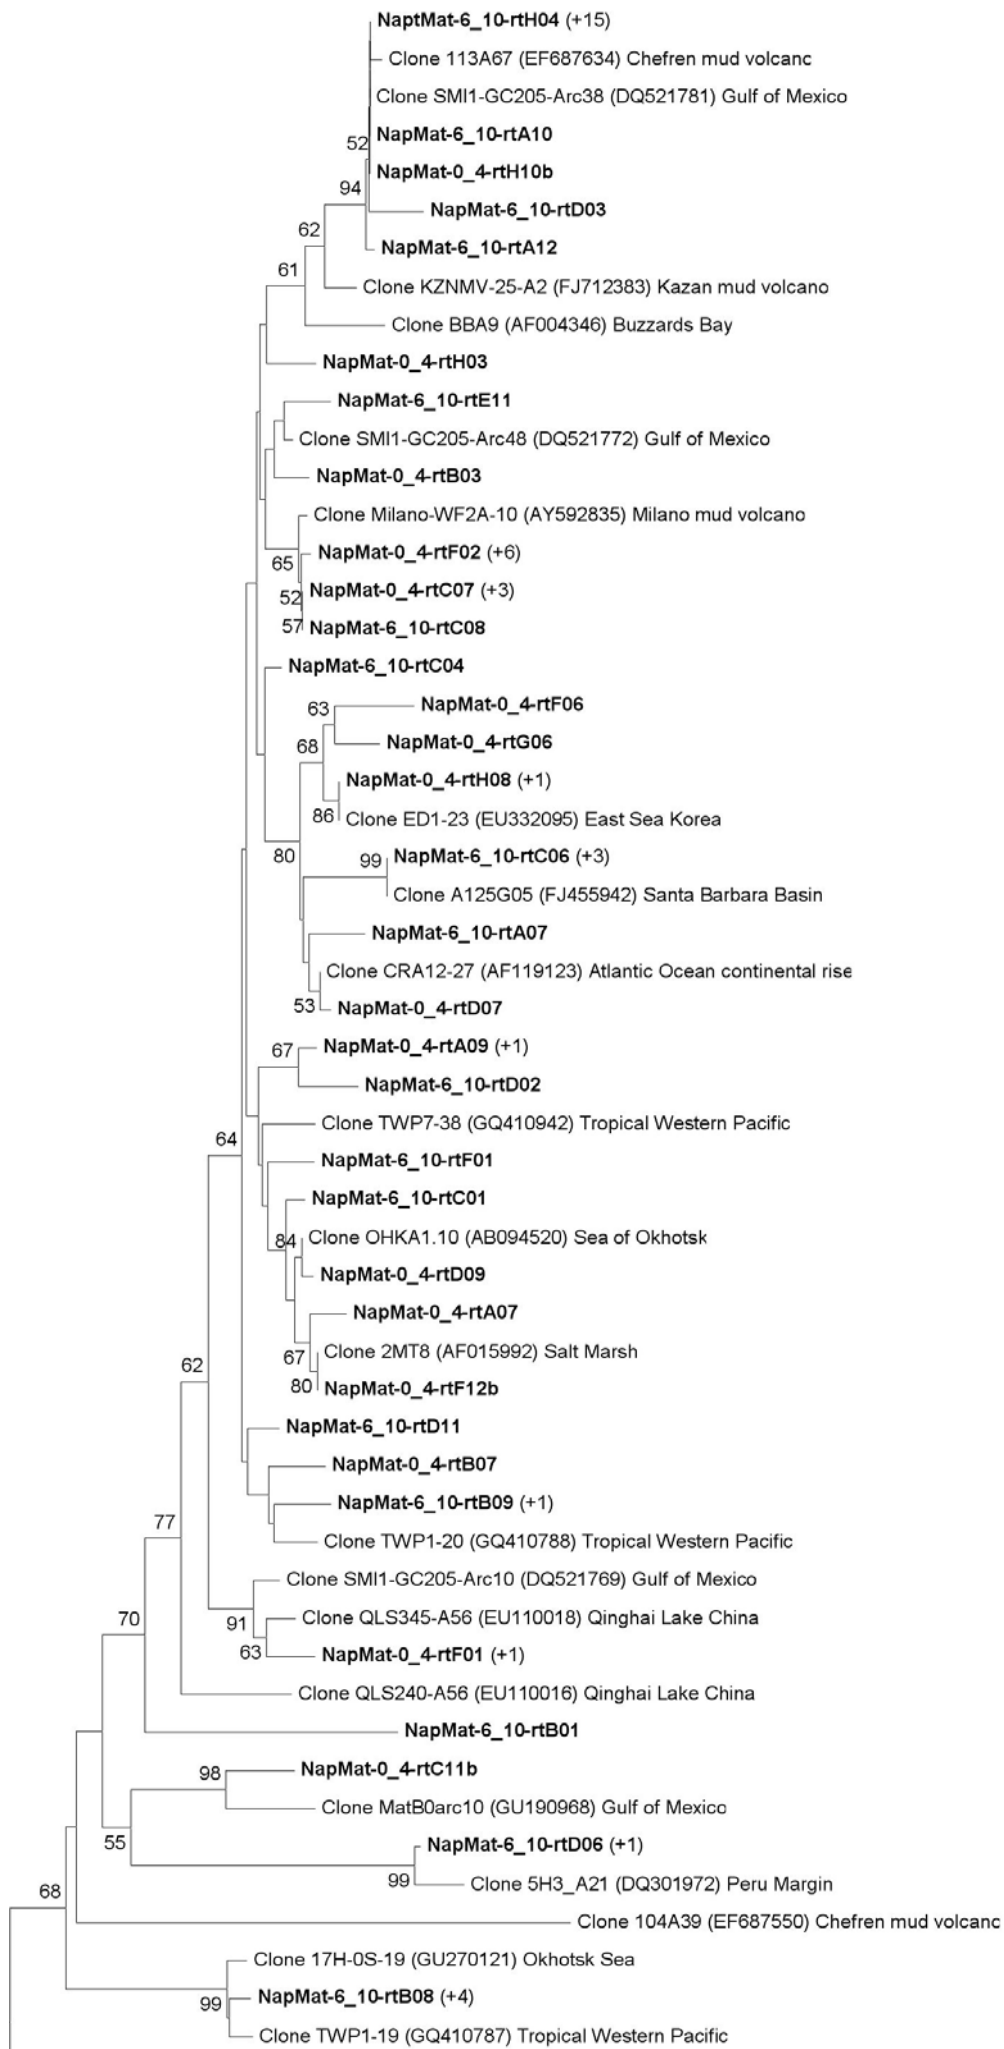 NaptMat-6_10-rtH04 (+15)
Clone 113A67 (EF687634) Chefren mud volcanc
Clone SMI1-GC205-Arc38 (DQ521781) Gulf of Mexico
NapMat-6_10-rtA10
52
NapMat-0_4-rtH10b
94
NapMat-6_10-rtD03
62
NapMat-6_10-rtA12
61
Clone KZNMV-25-A2 (FJ712383) Kazan mud volcano
Clone BBA9 (AF004346) Buzzards Bay
NapMat-0_4-rtH03
NapMat-6_10-rtE11
Clone SMI1-GC205-Arc48 (DQ521772) Gulf of Mexico
NapMat-0_4-rtB03
Clone Milano-WF2A-10 (AY592835) Milano mud volcano
NapMat-0_4-rtF02 (+6)
65
NapMat-0_4-rtC07 (+3)
52
57 NapMat-6_10-rtC08
NapMat-6_10-rtC04
63
NapMat-0_4-rtF06
68
NapMat-0_4-rtG06
NapMat-0_4-rtH08 (+1)
86
Clone ED1-23 (EU332095) East Sea Korea
80
99
NapMat-6_10-rtC06 (+3)
Clone A125G05 (FJ455942) Santa Barbara Basin
NapMat-6_10-rtA07
Clone CRA12-27 (AF119123) Atlantic Ocean continental rise
53
NapMat-0_4-rtD07
67
NapMat-0_4-rtA09 (+1)
NapMat-6_10-rtD02
Clone TWP7-38 (GQ410942) Tropical Western Pacific
64
NapMat-6_10-rtF01
NapMat-6_10-rtC01
84
Clone OHKA1.10 (AB094520) Sea of Okhotsk
NapMat-0_4-rtD09
NapMat-0_4-rtA07
67
Clone 2MT8 (AF015992) Salt Marsh
62
80
NapMat-0_4-rtF12b
NapMat-6_10-rtD11
NapMat-0_4-rtB07
NapMat-6_10-rtB09 (+1)
77
Clone TWP1-20 (GQ410788) Tropical Western Pacific
Clone SMI1-GC205-Arc10 (DQ521769) Gulf of Mexico
70
91
Clone QLS345-A56 (EU110018) Qinghai Lake China
63
NapMat-0_4-rtF01 (+1)
Clone QLS240-A56 (EU110016) Qinghai Lake China
NapMat-6_10-rtB01
98
NapMat-0_4-rtC11b
Clone MatB0arc10 (GU190968) Gulf of Mexico
55
NapMat-6_10-rtD06 (+1)
99
Clone 5H3_A21 (DQ301972) Peru Margin
68
Clone 104A39 (EF687550) Chefren mud volcanc
Clone 17H-0S-19 (GU270121) Okhotsk Sea
99
NapMat-6_10-rtB08 (+4)
Clone TWP1-19 (GQ410787) Tropical Western Pacific